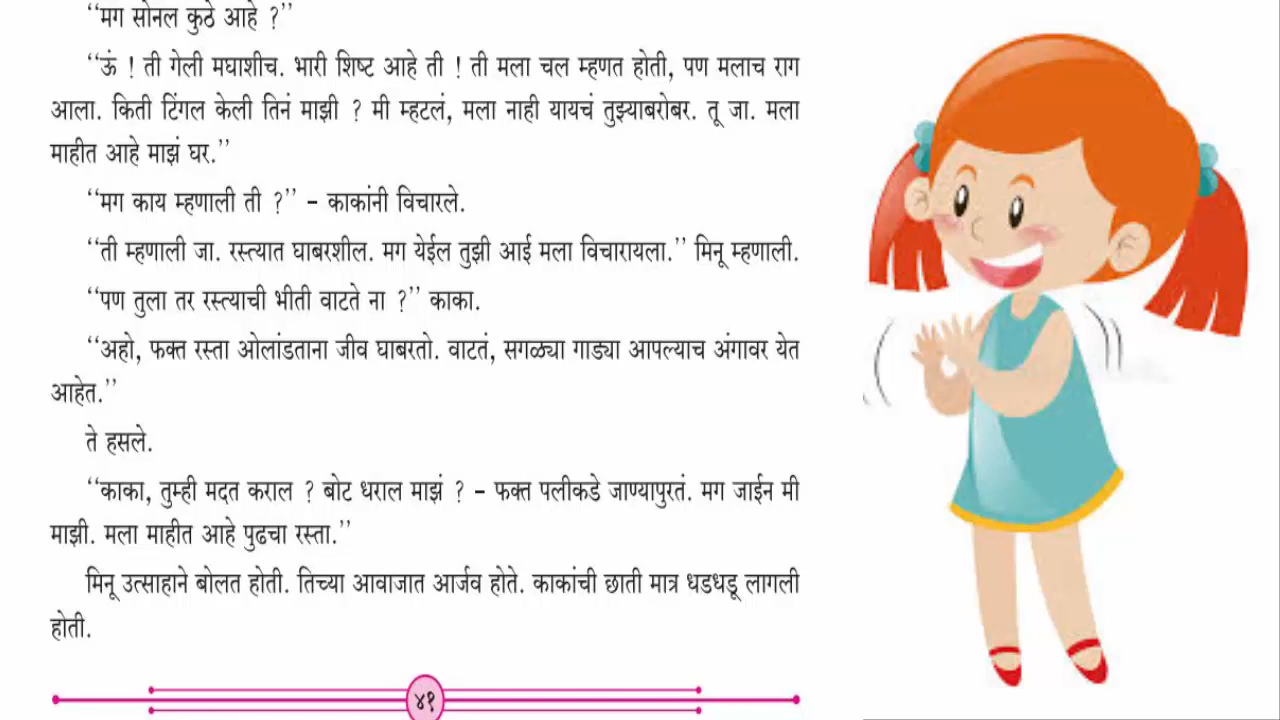 “मग सोनल कुठे आहे ?”
“ऊं ! ती गेली मघाशीच. भारी शिष्ट आहे ती ! ती मला चल म्हणत होती, पण मलाच राग
आला. किती टिंगल केली तिनं माझी ? मी म्हटलं, मला नाही यायचं तुझ्याबरोबर. तू जा. मला
माहीत आहे माझं घर.”
“मग काय म्हणाली ती ?” – काकांनी विचारले.
“ती म्हणाली जा. रस्त्यात घाबरशील. मग येईल तुझी आई मला विचारायला.” मिनू म्हणाली.
“पण तुला तर रस्त्याची भीती वाटते ना ?” काका.
“अहो, फक्त रस्ता ओलांडताना जीव घाबरतो. वाटतं, सगळ्या गाड्या आपल्याच अंगावर येत
आहेत.”
ते हसले.
“काका, तुम्ही मदत कराल ? बोट धराल माझं ? – फक्त पलीकडे जाण्यापुरतं. मग जाईन मी
माझी. मला माहीत आहे पुढचा रस्ता.”
मिनू उत्साहाने बोलत होती. तिच्या आवाजात आर्जव होते. काकांची छाती मात्र धडधडू लागली
होती.
४१